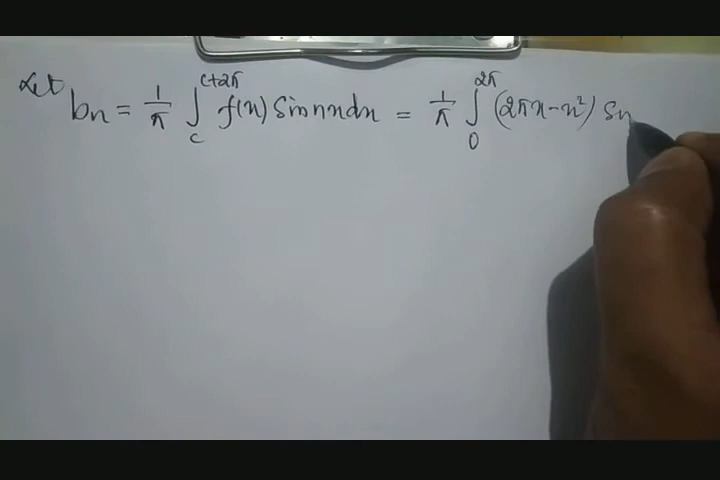 Let bn = 1/π ∫_c^{c+2π} f(x) Sin nx dx = 1/π ∫_0^{2π} (2πx - x²) Sin